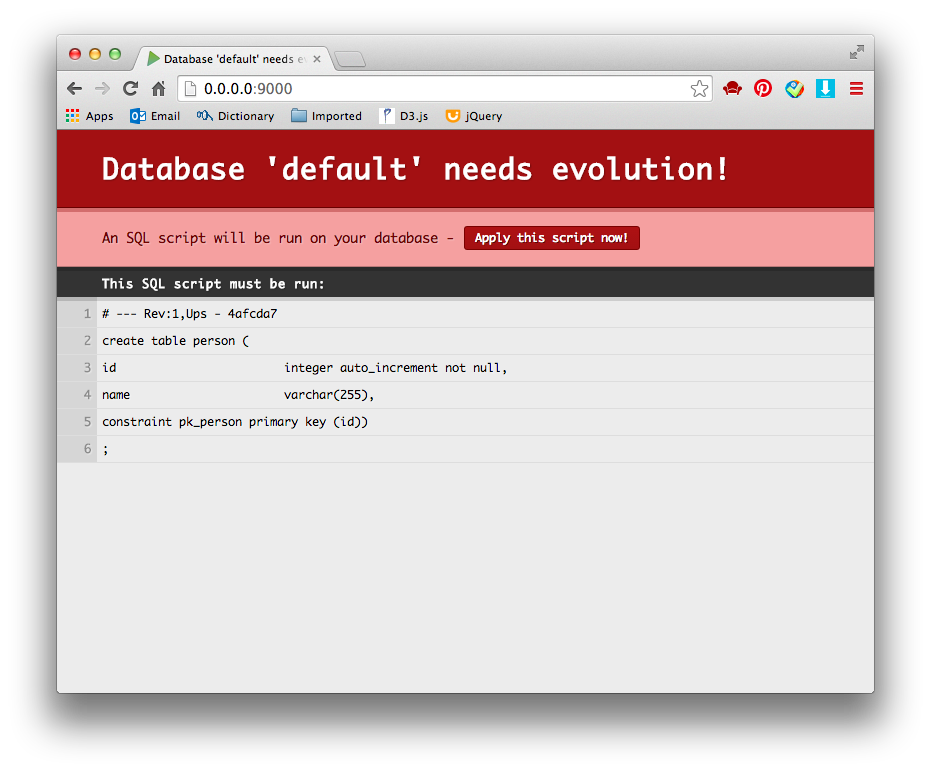 Database 'default' needs e
0.0.0.0:9000
Apps Email Dictionary Imported D3.js jQuery
Database 'default' needs evolution!
An SQL script will be run on your database - Apply this script now!
This SQL script must be run:
1 # --- Rev:1,Ups - 4afcda7
2 create table person (
3 id integer auto_increment not null,
4 name varchar(255),
5 constraint pk_person primary key (id))
6 ;